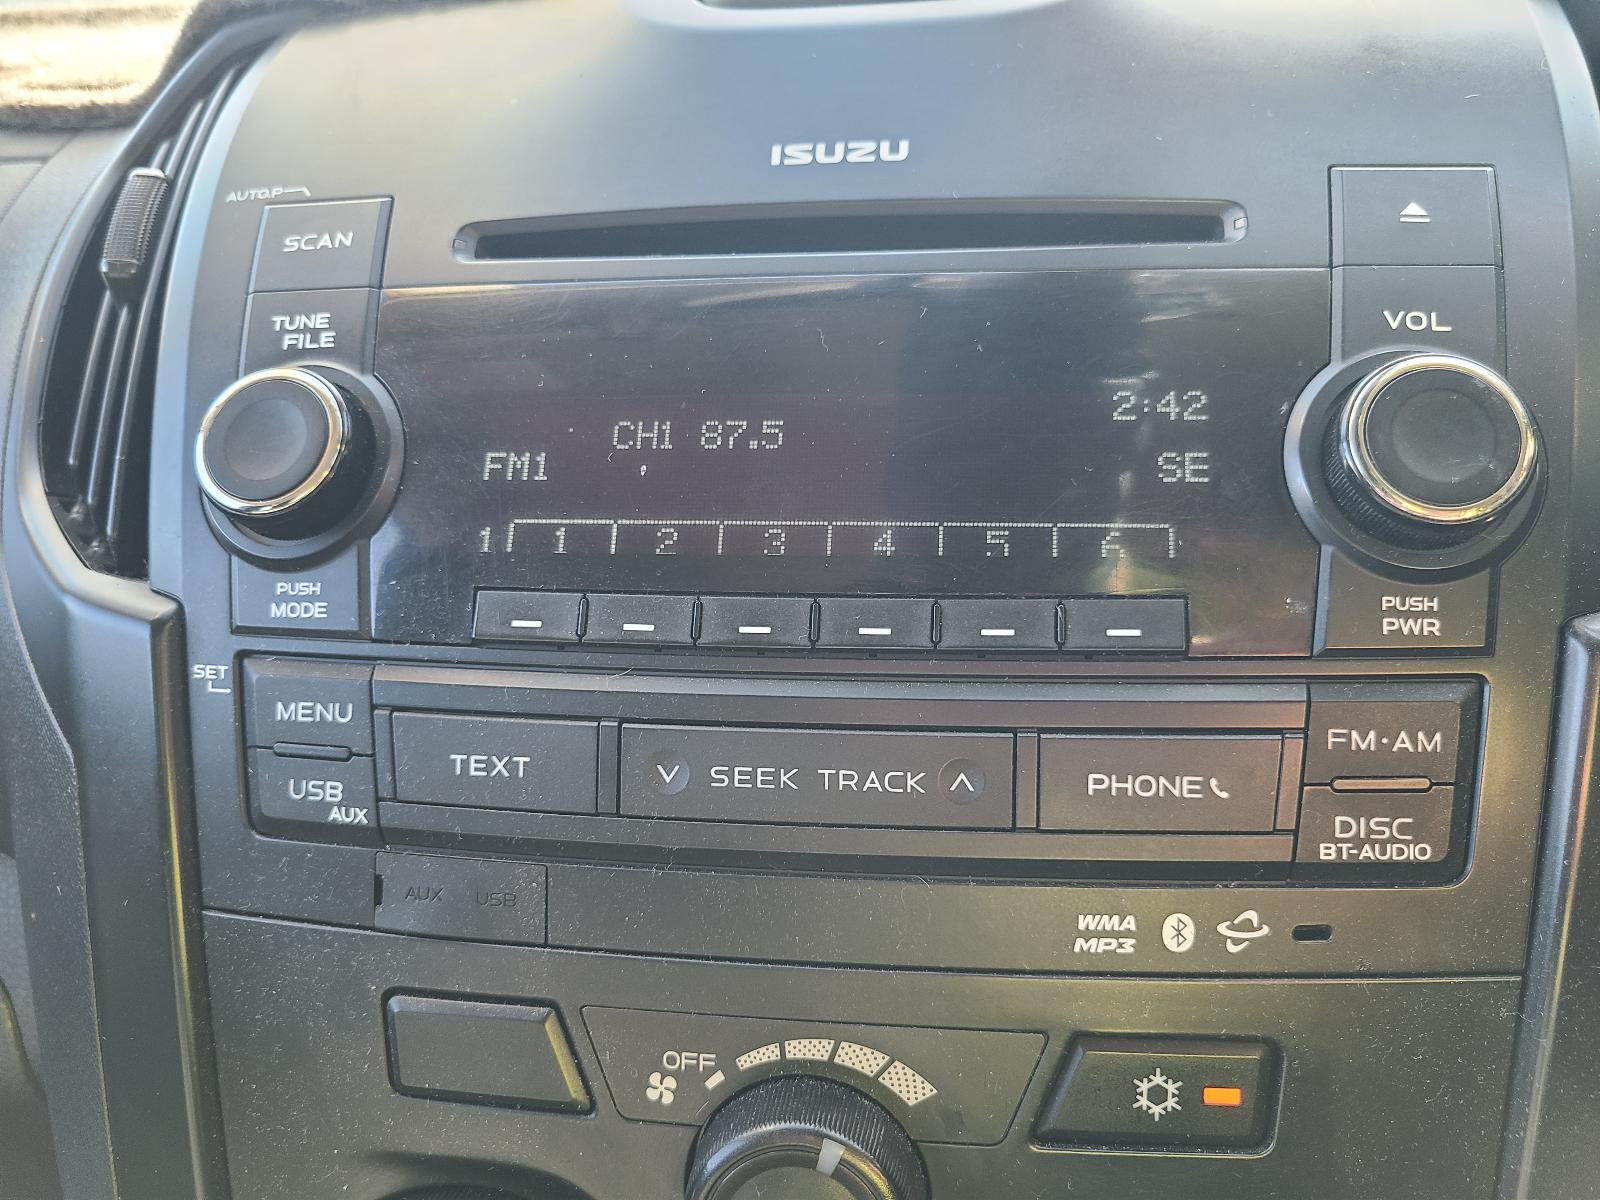 ISUZU
AUTO.P
SCAN
TUNE
FILE
VOL
2:42
CH1 87.5
FM1
SE
1 1 2 3 4 5 6
PUSH
MODE
PUSH
PWR
SET
MENU
FM·AM
TEXT
SEEK TRACK
PHONE
USB
AUX
DISC
BT-AUDIO
AUX USB
WMA
MP3
OFF